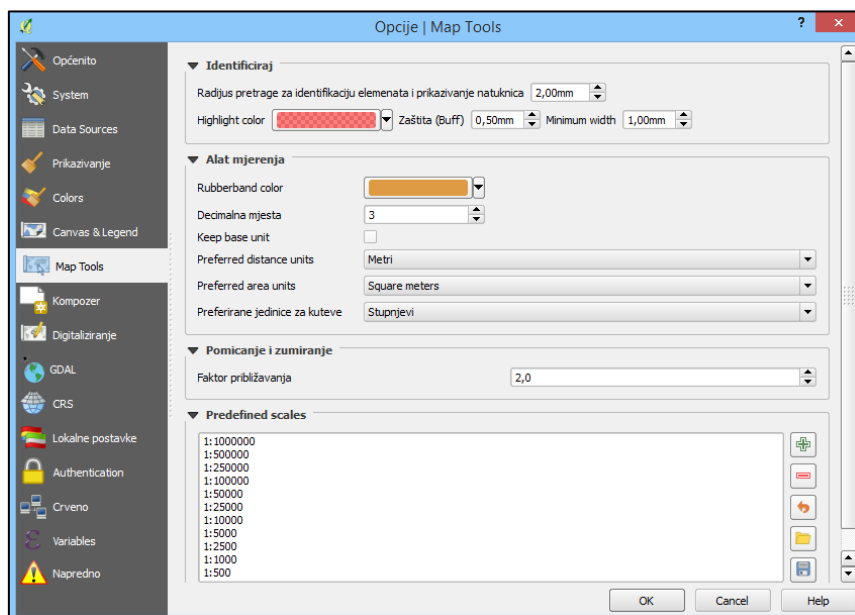 Opcije | Map Tools
?
Općenito
System
Data Sources
Prikazivanje
Colors
Canvas & Legend
Map Tools
Kompozer
Digitaliziranje
GDAL
CRS
Lokalne postavke
Authentication
Crveno
Variables
Napredno
Identificiraj
Radijus pretrage za identifikaciju elemenata i prikazivanje natuknica 2,00mm
Highlight color Zaštita (Buff) 0,50mm Minimum width 1,00mm
Alat mjerenja
Rubberband color
Decimalna mjesta 3
Keep base unit
Preferred distance units Metri
Preferred area units Square meters
Preferirane jedinice za kuteve Stupnjevi
Pomicanje i zumiranje
Faktor približavanja 2,0
Predefined scales
1:1000000
1:500000
1:250000
1:100000
1:50000
1:25000
1:10000
1:5000
1:2500
1:1000
1:500
OK Cancel Help